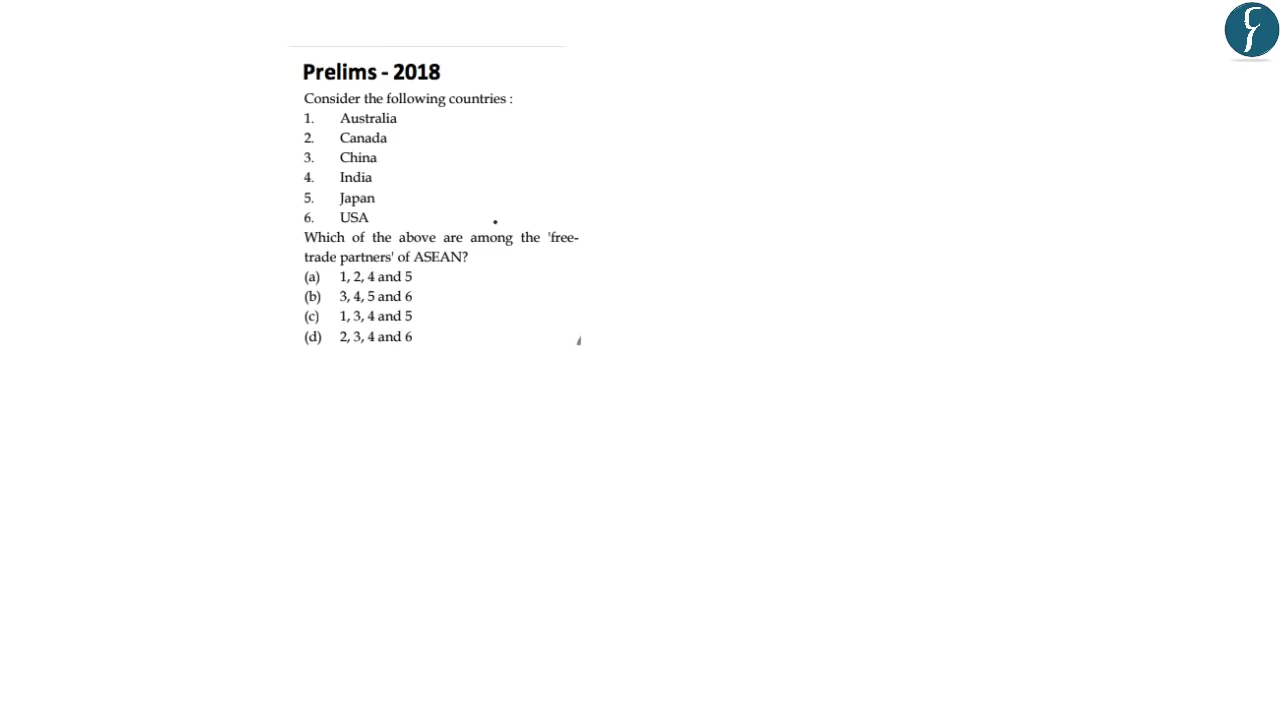 Prelims - 2018
Consider the following countries :
1. Australia
2. Canada
3. China
4. India
5. Japan
6. USA
Which of the above are among the 'free-
trade partners' of ASEAN?
(a) 1, 2, 4 and 5
(b) 3, 4, 5 and 6
(c) 1, 3, 4 and 5
(d) 2, 3, 4 and 6